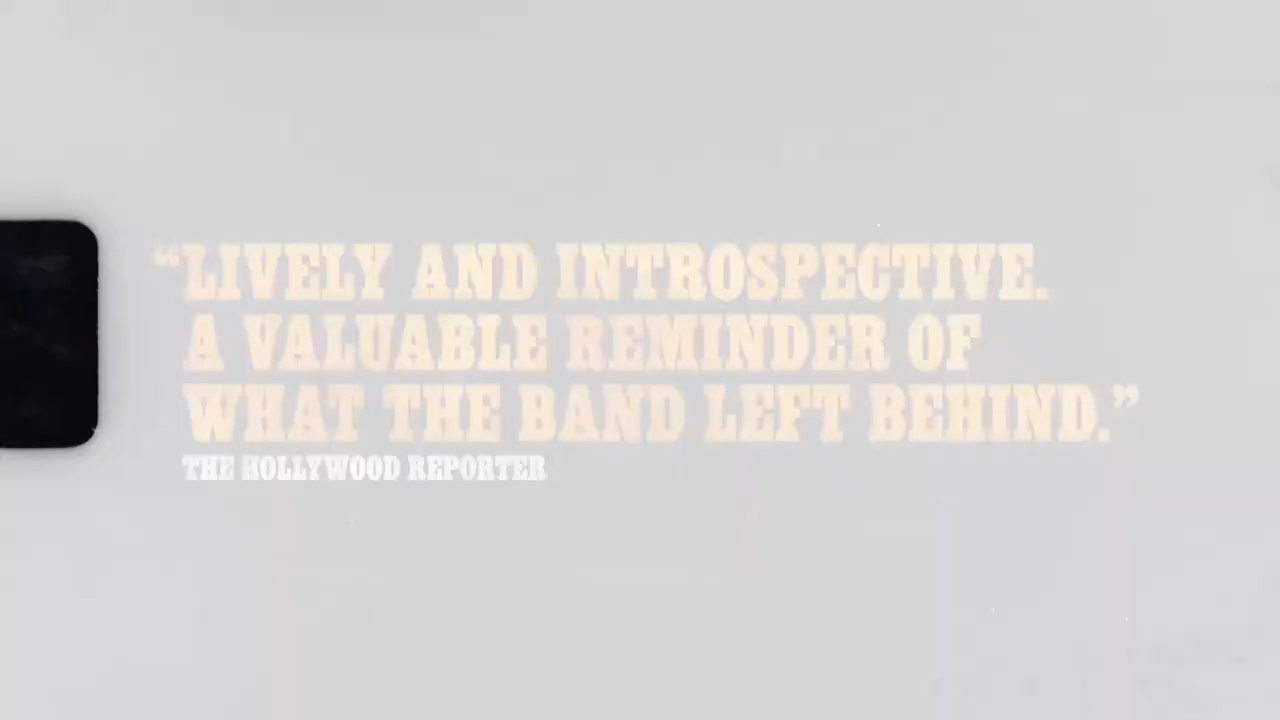 “LIVELY AND INTROSPECTIVE.
A VALUABLE REMINDER OF
WHAT THE BAND LEFT BEHIND.”
THE HOLLYWOOD REPORTER